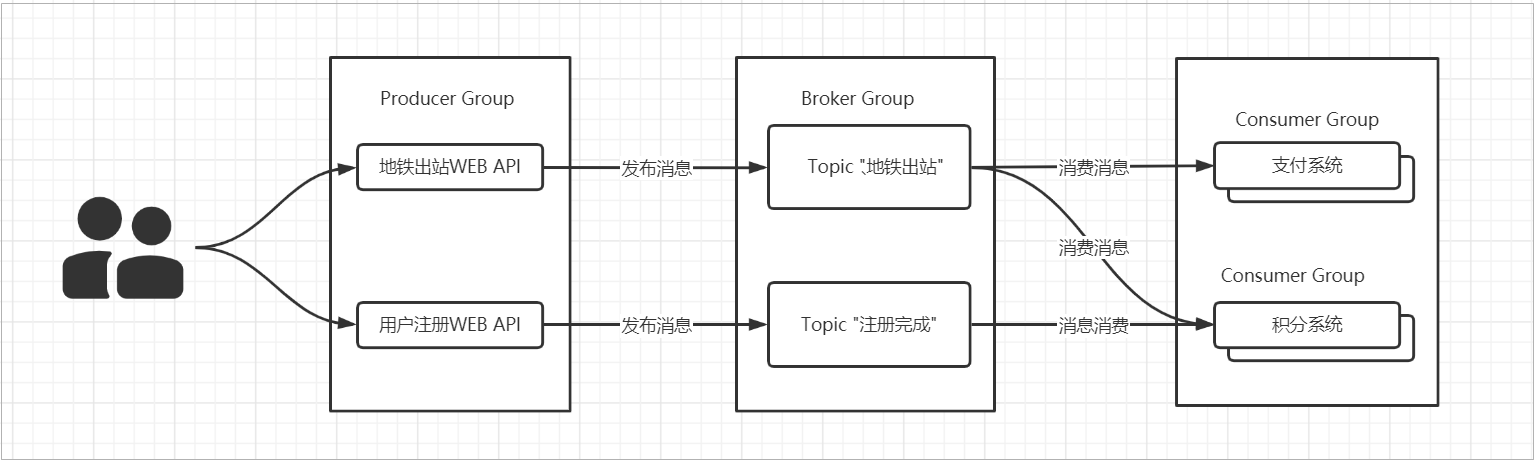 Producer Group
地铁出站WEB API
用户注册WEB API
发布消息
发布消息
Broker Group
Topic "地铁出站"
Topic "注册完成"
消费消息
消费消息
消息消费
Consumer Group
支付系统
Consumer Group
积分系统